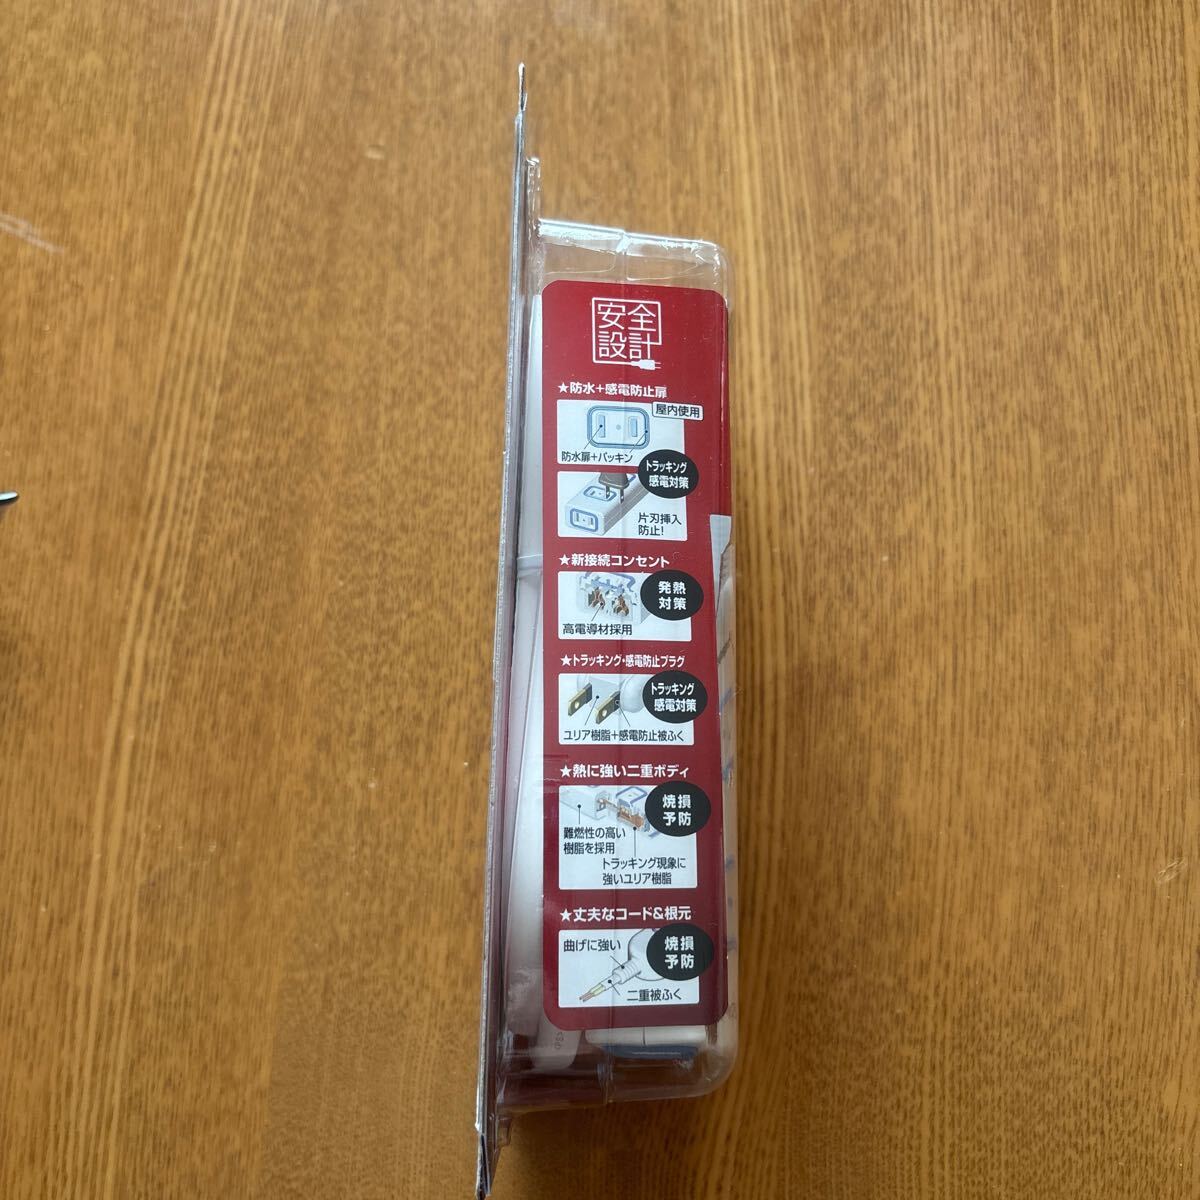 安全
設計
★防水+感電防止扉
屋内使用
防水扉+パッキン
トラッキング
感電対策
片刃挿入
防止!
★新接続コンセント
発熱
対策
高電導材採用
★トラッキング・感電防止プラグ
トラッキング
感電対策
ユリア樹脂+感電防止被ふく
★熱に強い二重ボディ
焼損
予防
難燃性の高い
樹脂を採用
トラッキング現象に
強いユリア樹脂
★丈夫なコード&根元
曲げに強い
焼損
予防
二重被ふく